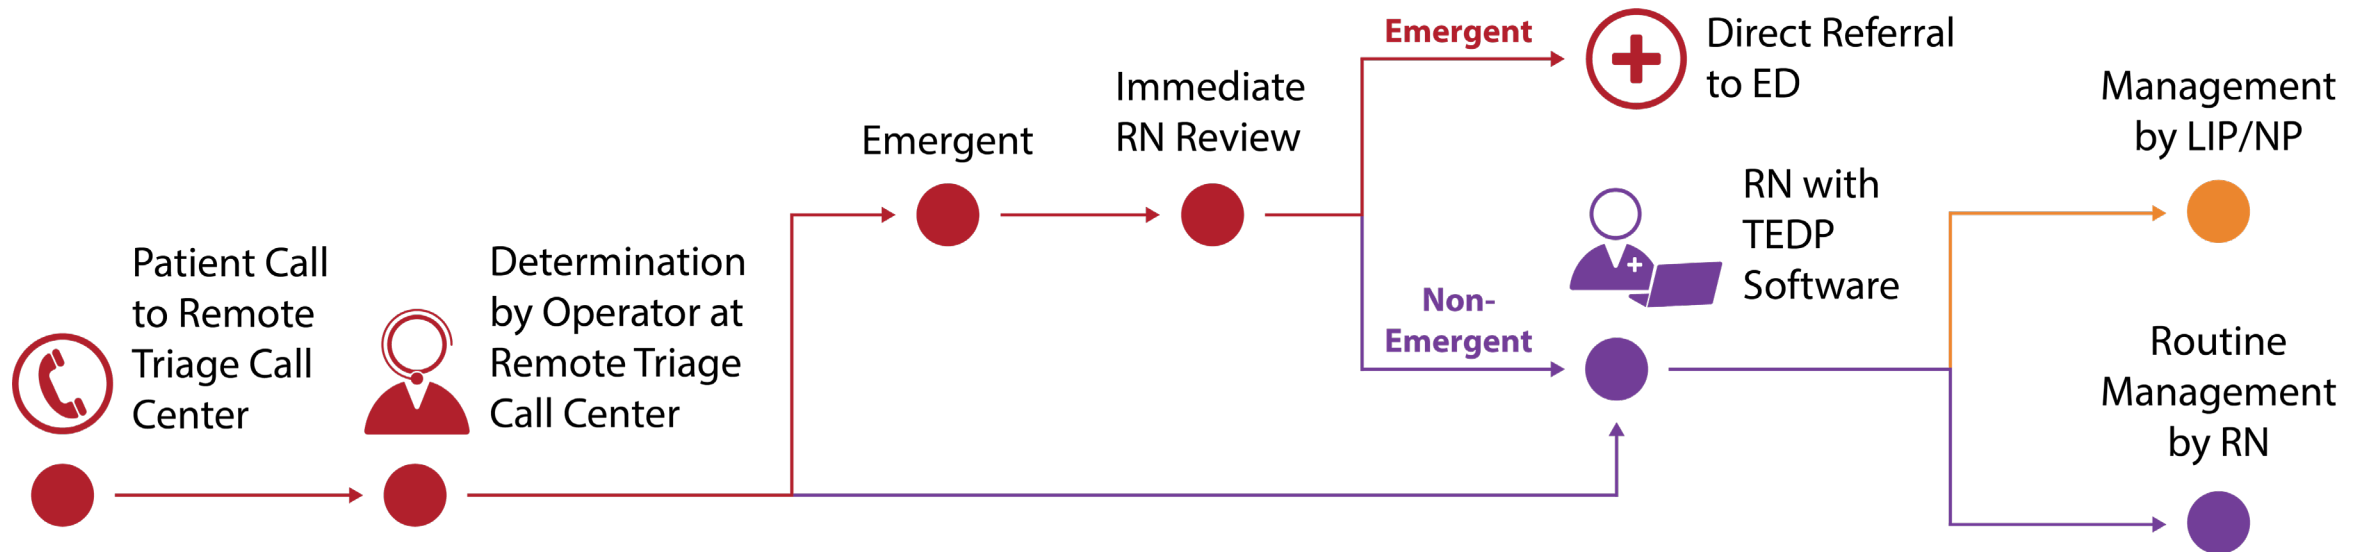 Patient Call
to Remote
Triage Call
Center
Determination
by Operator at
Remote Triage
Call Center
Emergent
Immediate
RN Review
Emergent
Direct Referral
to ED
Non-
Emergent
RN with
TEDP
Software
Management
by LIP/NP
Routine
Management
by RN